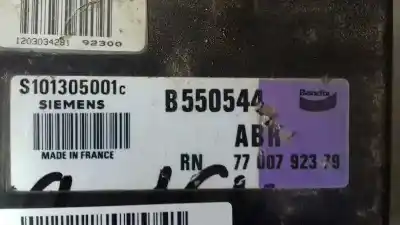 1203034281 92300
S101305001c
SIEMENS
B550544
Bendix
ABR
MADE IN FRANCE
RN 77 007 923 79